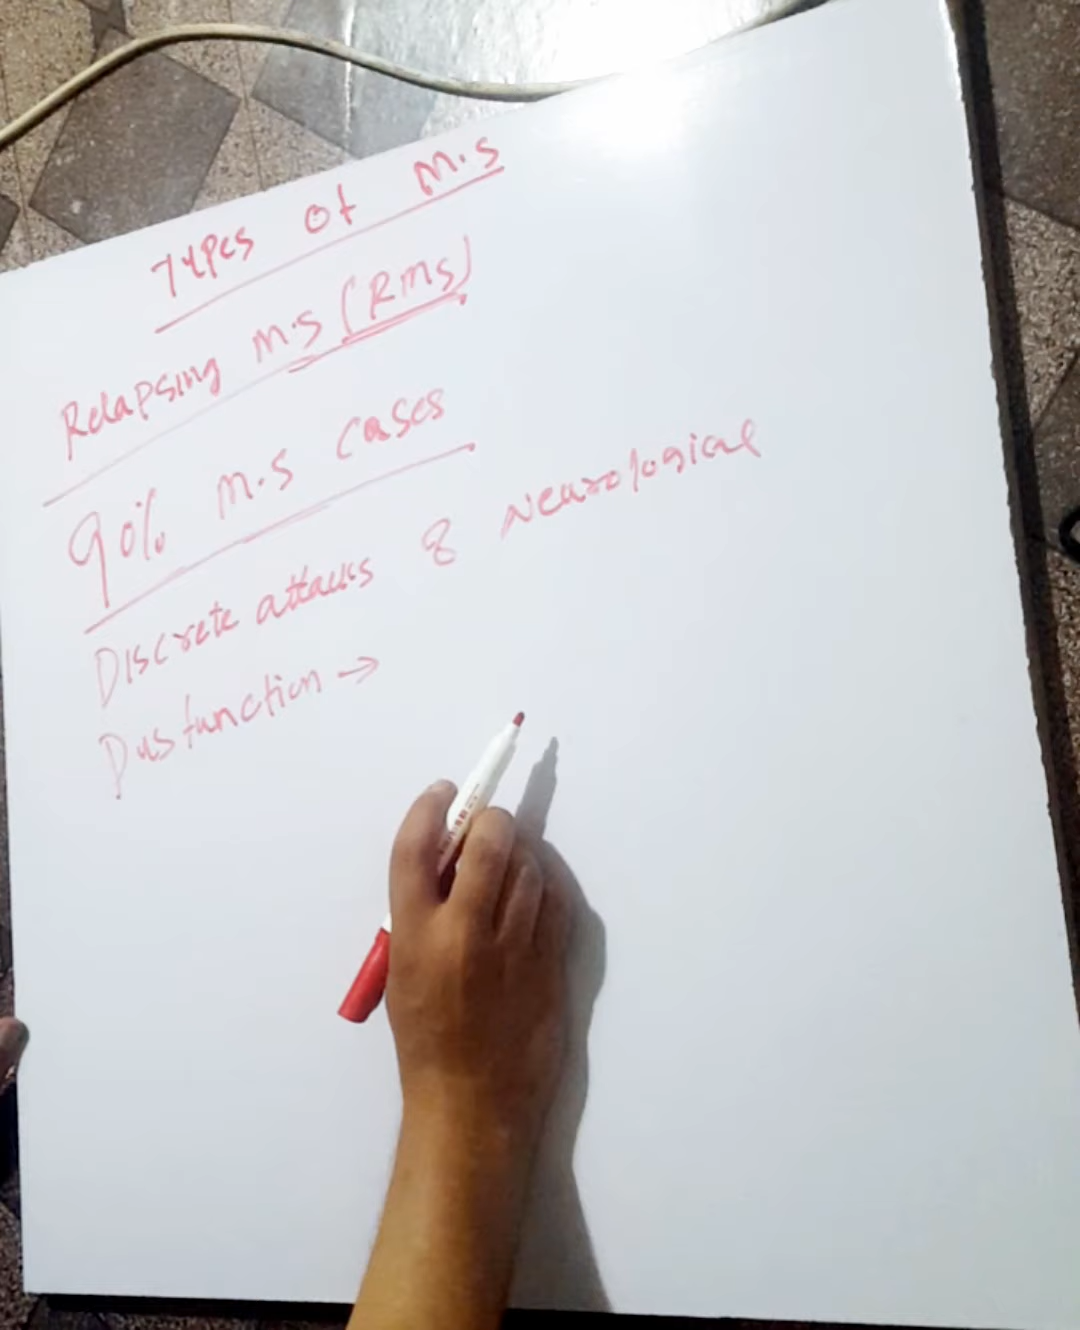 Types of M.S
Relapsing M.S (RMS)
90% M.S cases
Discrete attacks & Neurological
Dysfunction →